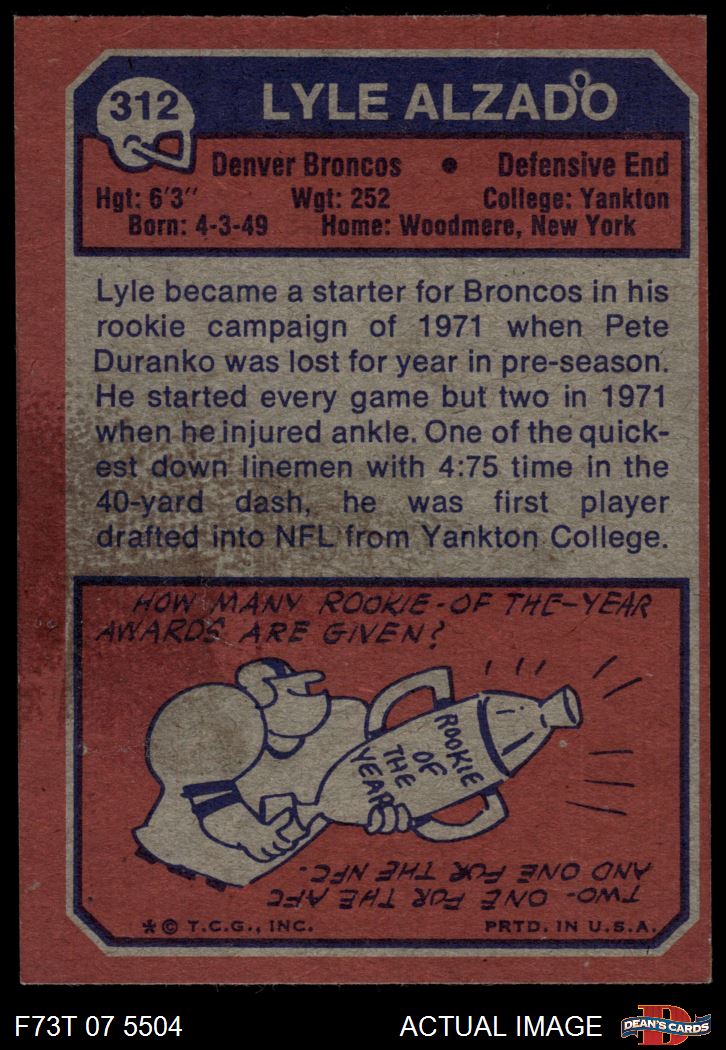 312
LYLE ALZADO
Denver Broncos • Defensive End
Hgt: 6'3" Wgt: 252 College: Yankton
Born: 4-3-49 Home: Woodmere, New York
Lyle became a starter for Broncos in his
rookie campaign of 1971 when Pete
Duranko was lost for year in pre-season.
He started every game but two in 1971
when he injured ankle. One of the quick-
est down linemen with 4:75 time in the
40-yard dash, he was first player
drafted into NFL from Yankton College.
HOW MANY ROOKIE-OF THE-YEAR
AWARDS ARE GIVEN?
ROOKIE
OF
THE
YEAR
TWO- ONE FOR THE AFC
AND ONE FOR THE NFC.
*© T.C.G., INC. PRTD. IN U.S.A.
F73T 07 5504 ACTUAL IMAGE
D
DEAN'S CARDS